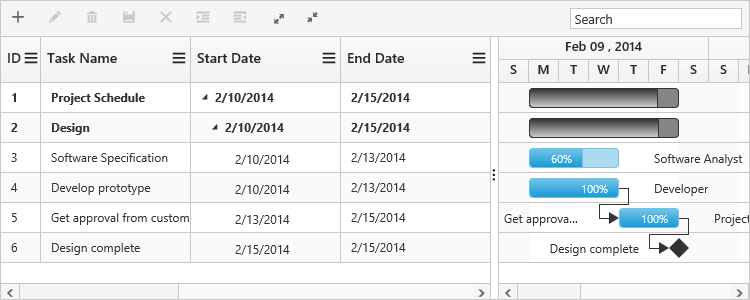 Search
ID Task Name Start Date End Date
Feb 09 , 2014
S M T W T F S S
1 Project Schedule 2/10/2014 2/15/2014
2 Design 2/10/2014 2/15/2014
3 Software Specification 2/10/2014 2/13/2014 60% Software Analyst
4 Develop prototype 2/10/2014 2/13/2014 100% Developer
5 Get approval from custom 2/13/2014 2/15/2014 Get approva... 100% Project
6 Design complete 2/15/2014 2/15/2014 Design complete